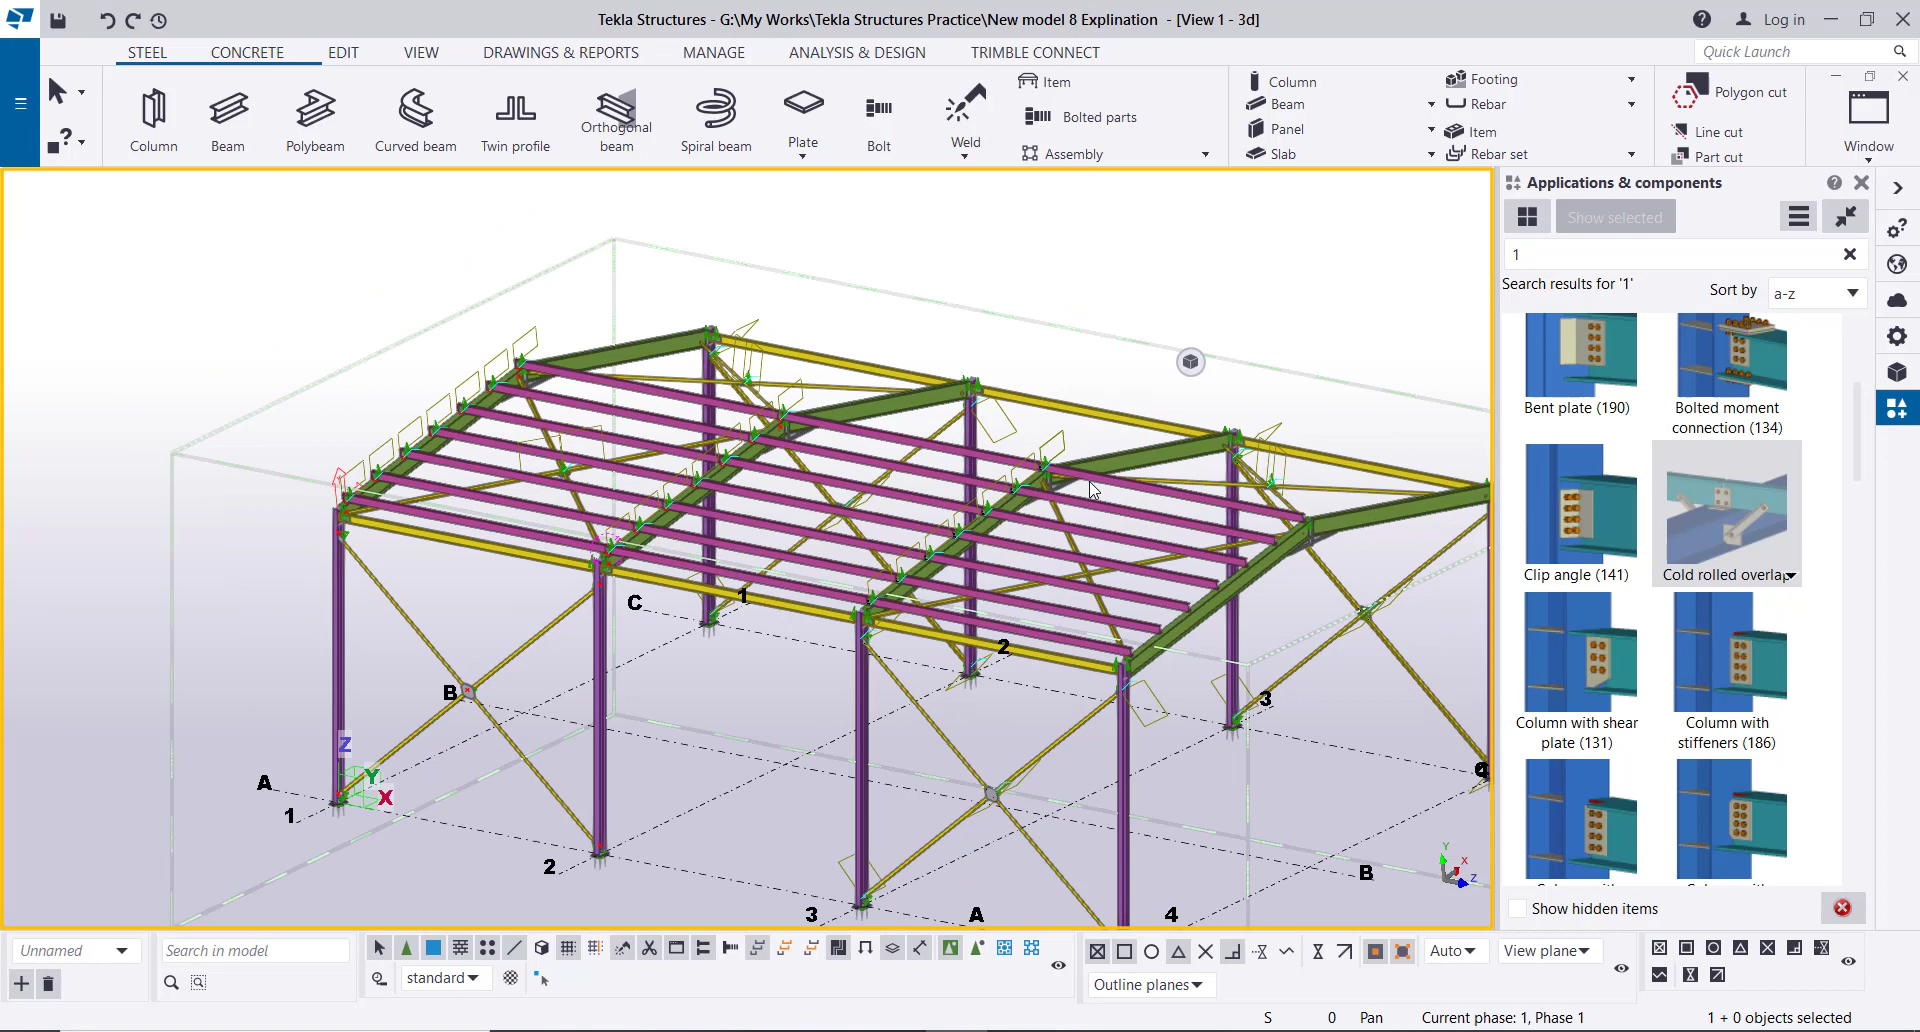 Tekla Structures - G:\My Works\Tekla Structures Practice\New model 8 Explination - [View 1 - 3d]
Log in
STEEL CONCRETE EDIT VIEW DRAWINGS & REPORTS MANAGE ANALYSIS & DESIGN TRIMBLE CONNECT
Quick Launch
Column
Beam
Polybeam
Curved beam
Twin profile
Orthogonal
beam
Spiral beam
Plate
Bolt
Weld
Item
Bolted parts
Assembly
Column
Beam
Panel
Slab
Footing
Rebar
Item
Rebar set
Polygon cut
Line cut
Part cut
Window
Applications & components
Show selected
1
Search results for '1'
Sort by
a-z
Bent plate (190)
Bolted moment
connection (134)
Clip angle (141)
Cold rolled overlap
Column with shear
plate (131)
Column with
stiffeners (186)
Show hidden items
C
1
2
3
B
Z
Y
X
A
1
2
3
A
4
B
Y
X
Z
Unnamed
Search in model
standard
Auto
View plane
Outline planes
S 0 Pan Current phase: 1, Phase 1 1 + 0 objects selected